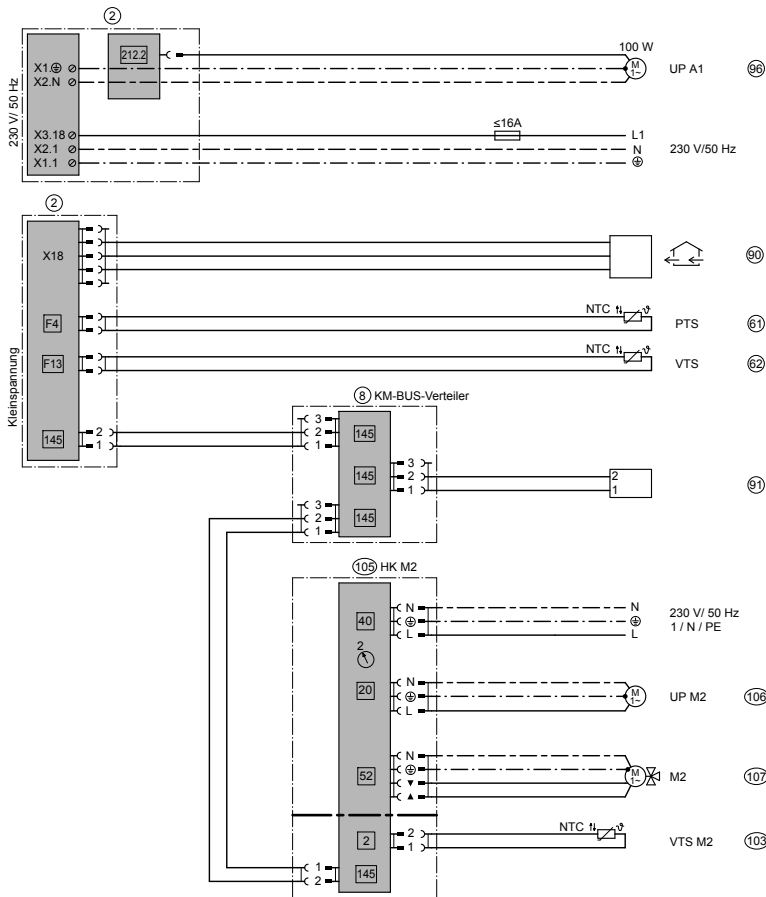 2
230 V/ 50 Hz
212.2
100 W
X1.
M
1~
UP A1
96
X2.N
≤16A
X3.18
L1
X2.1
N
230 V/50 Hz
X1.1
2
Kleinspannung
X18
90
F4
NTC
ϑ
PTS
61
F13
NTC
ϑ
VTS
62
8 KM-BUS-Verteiler
145
2
1
3
2
1
145
145
3
2
1
2
1
91
3
2
1
145
105 HK M2
40
N
L
N
L
230 V/ 50 Hz
1 / N / PE
2
20
N
L
M
1~
UP M2
106
52
N
M
1~
M2
107
2
2
1
NTC
ϑ
VTS M2
103
1
2
145